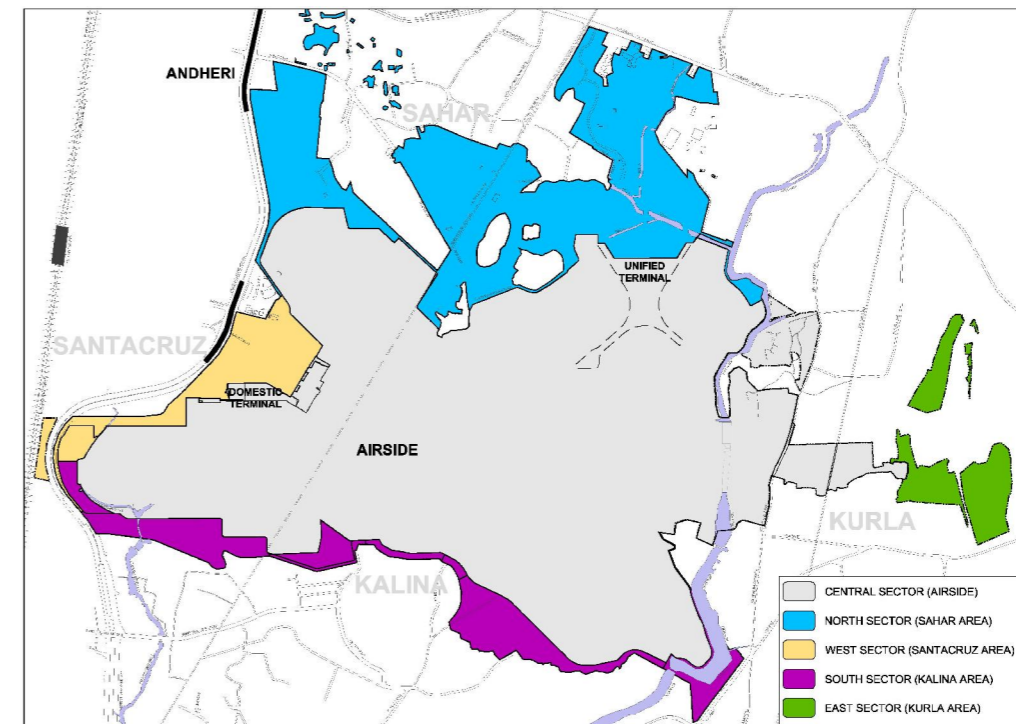 ANDHERI
SAHAR
UNIFIED
TERMINAL
SANTACRUZ
DOMESTIC
TERMINAL
AIRSIDE
KURLA
KALINA
CENTRAL SECTOR (AIRSIDE)
NORTH SECTOR (SAHAR AREA)
WEST SECTOR (SANTACRUZ AREA)
SOUTH SECTOR (KALINA AREA)
EAST SECTOR (KURLA AREA)